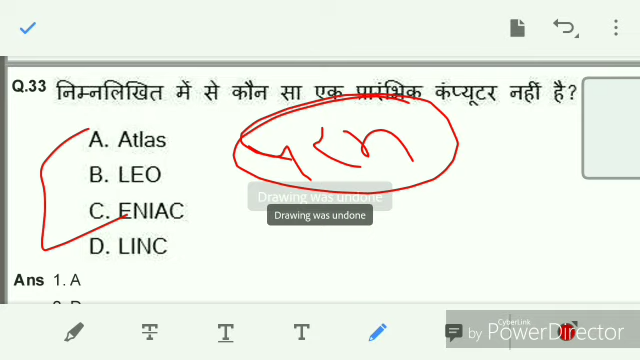 Q.33 निम्नलिखित में से कौन सा एक प्रारंभिक कंप्यूटर नहीं है?
A. Atlas
B. LEO
C. ENIAC
D. LINC
Drawing was undone
Drawing was undone
Ans 1. A
by CyberLink PowerDirector